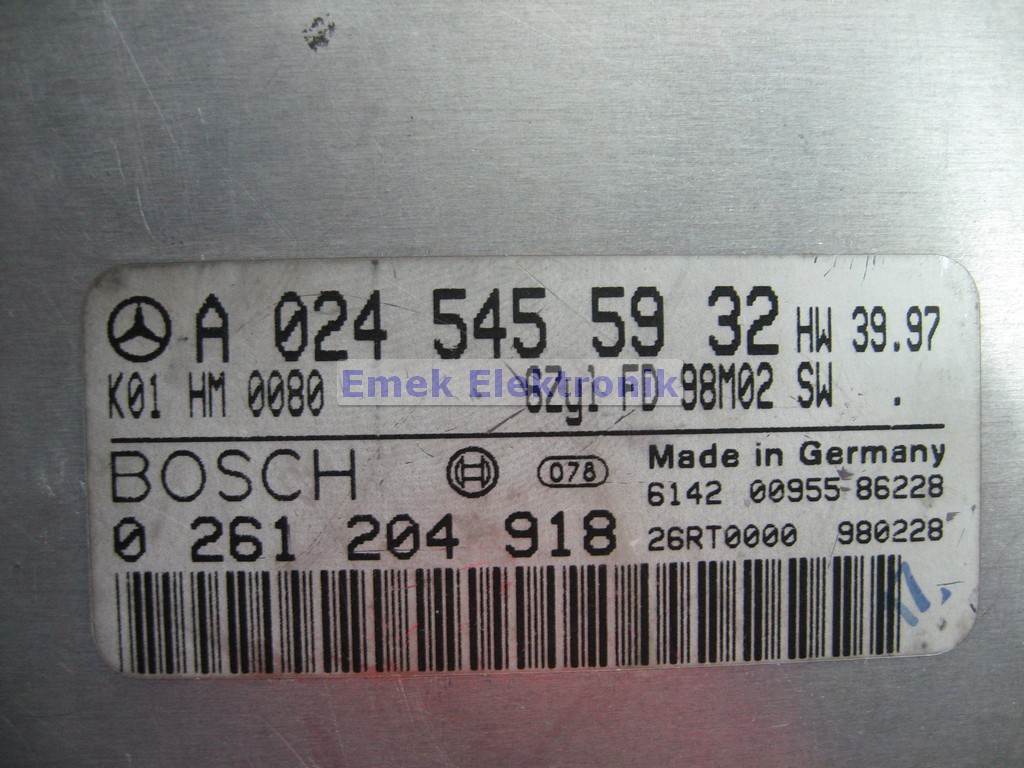 A 024 545 59 32 HW 39.97
K01 HM 0080 8Zyl FD 98M02 SW .
Emek Elektronik
BOSCH 078 Made in Germany
6142 00955 86228
0 261 204 918 26RT0000 980228